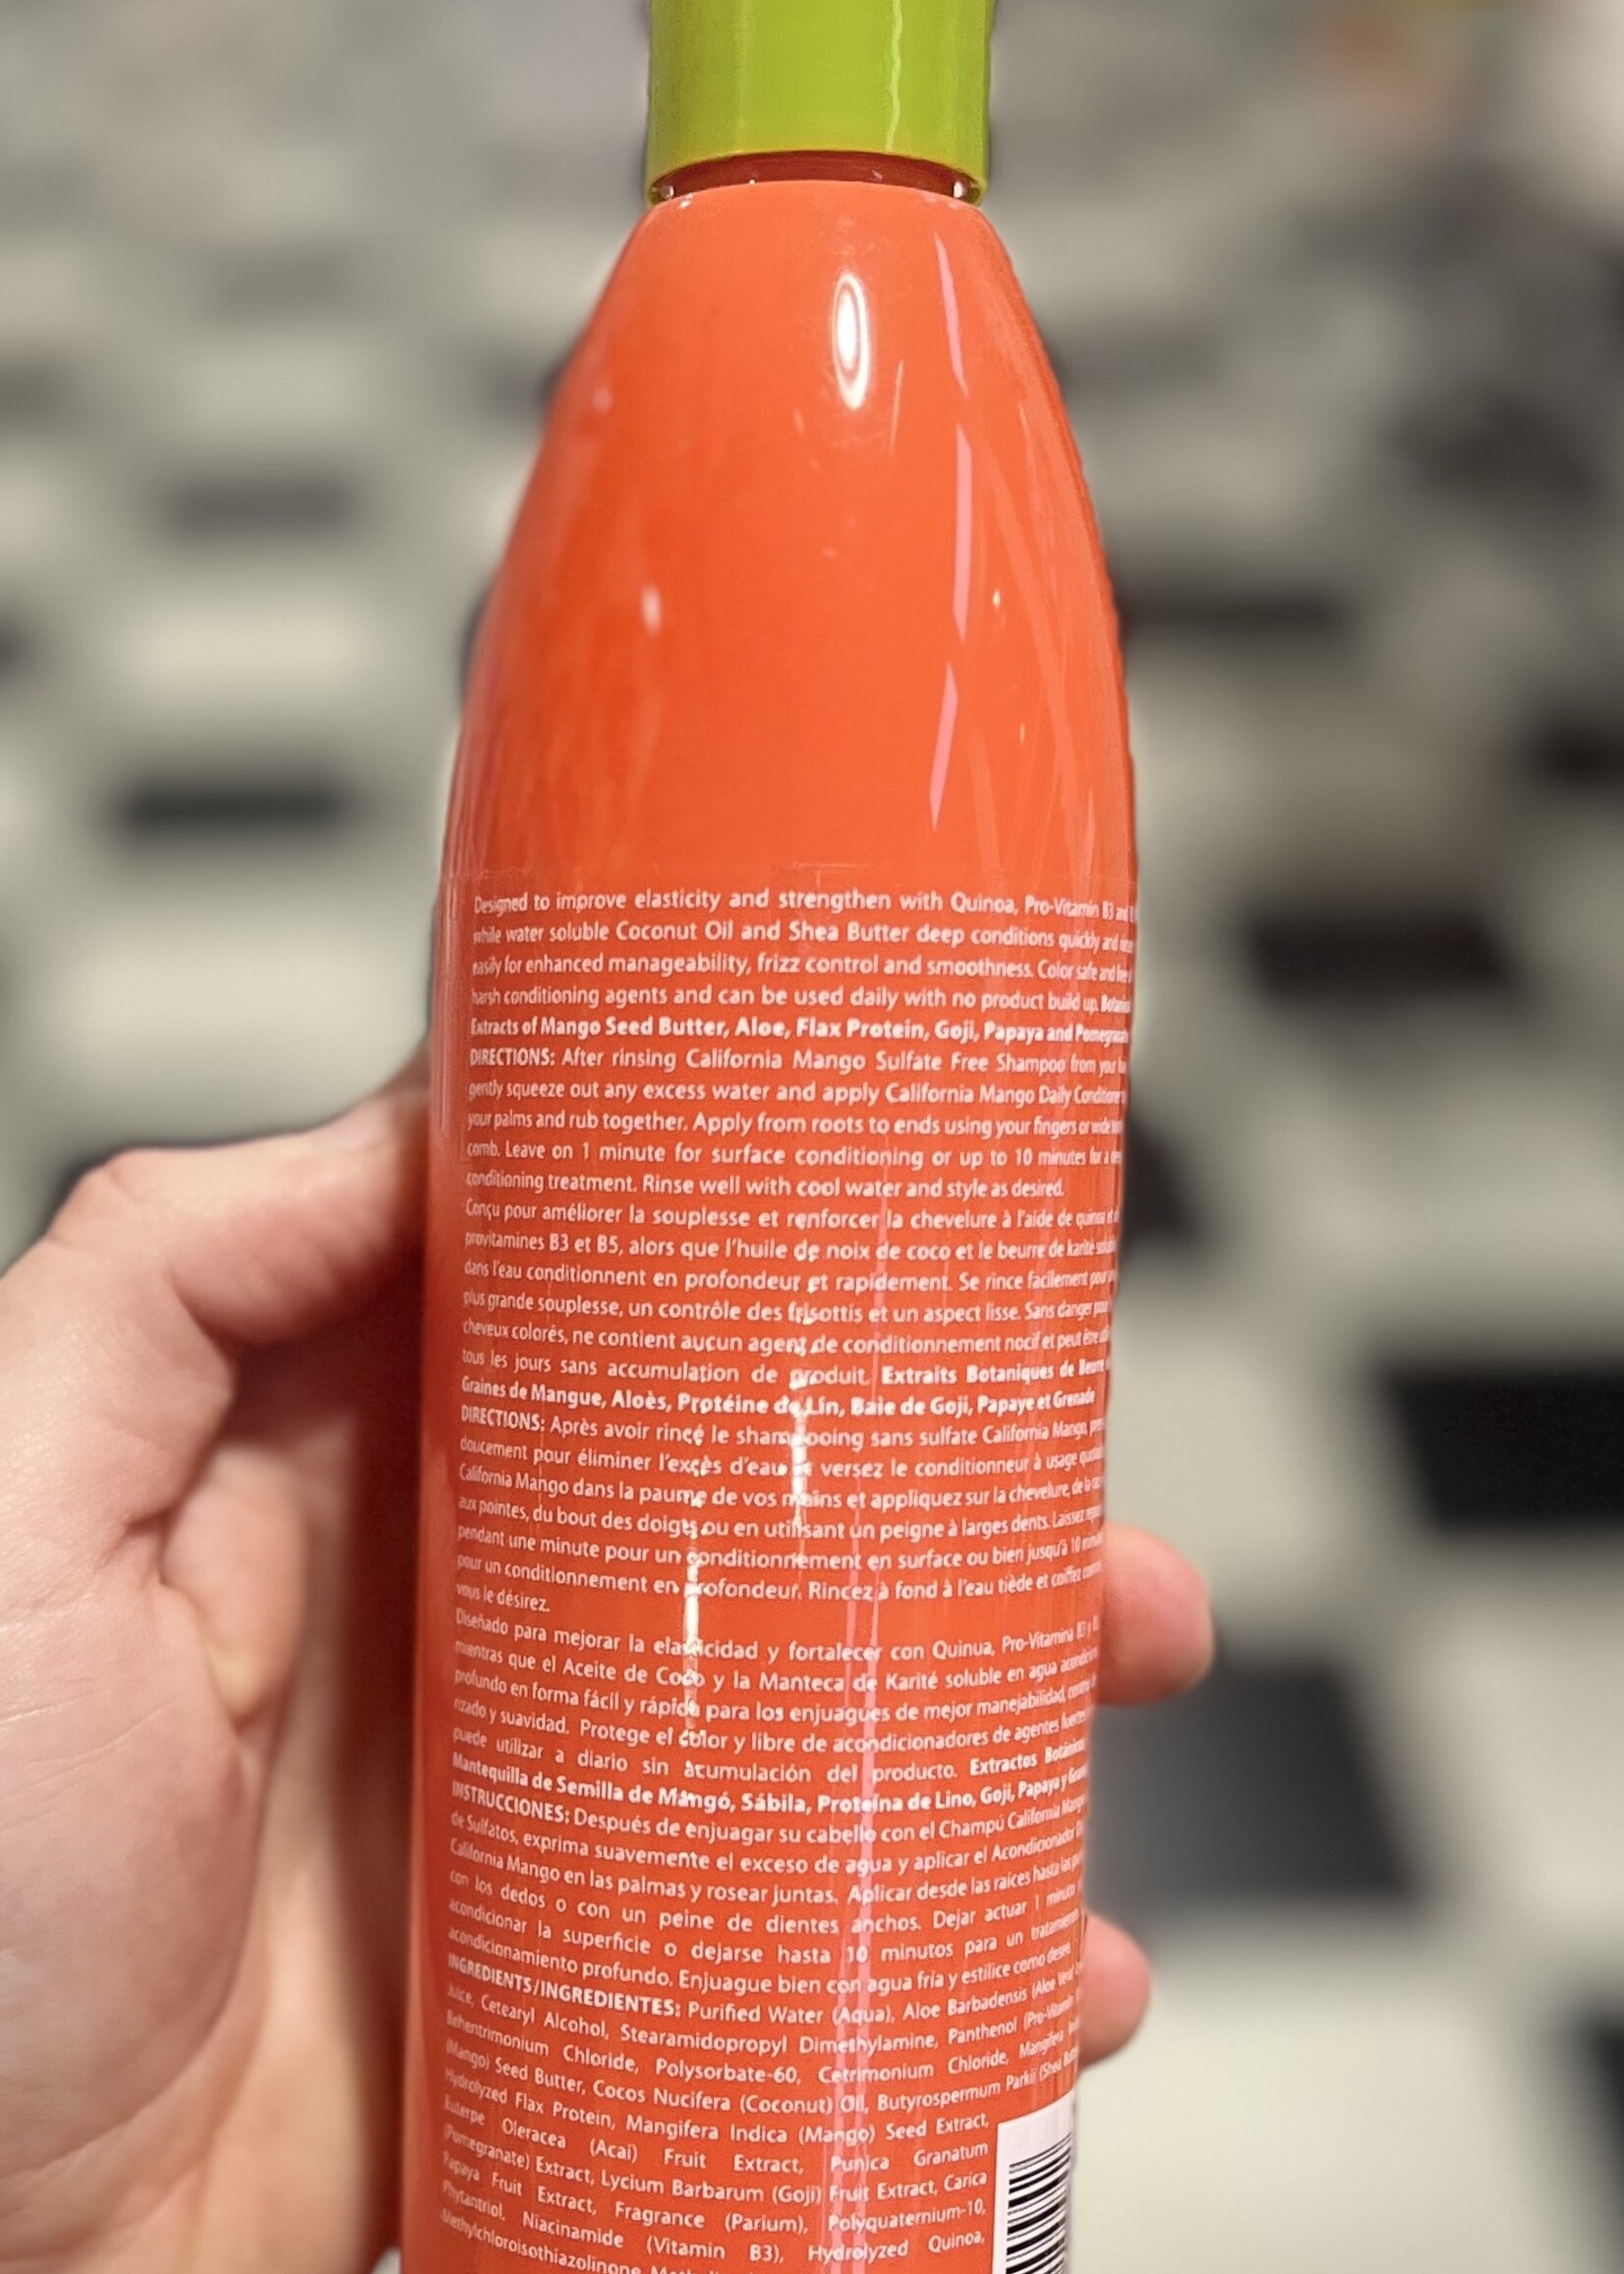 Designed to improve elasticity and strengthen with Quinoa, Pro-Vitamin B3 and
while water soluble Coconut Oil and Shea Butter deep conditions quickly and
easily for enhanced manageability, frizz control and smoothness. Color safe and
harsh conditioning agents and can be used daily with no product build up. Botanical
Extracts of Mango Seed Butter, Aloe, Flax Protein, Goji, Papaya and Pomegranate
DIRECTIONS: After rinsing California Mango Sulfate Free Shampoo from your
gently squeeze out any excess water and apply California Mango Daily Conditioner
your palms and rub together. Apply from roots to ends using your fingers or wide
comb. Leave on 1 minute for surface conditioning or up to 10 minutes for a
conditioning treatment. Rinse well with cool water and style as desired.
Conçu pour améliorer la souplesse et renforcer la chevelure à l'aide de quinoa et
provitamines B3 et B5, alors que l'huile de noix de coco et le beurre de karité
dans l'eau conditionnent en profondeur et rapidement. Se rince facilement pour
plus grande souplesse, un contrôle des frisottis et un aspect lisse. Sans danger pour
cheveux colorés, ne contient aucun agent de conditionnement nocif et peut être
tous les jours sans accumulation de produit. Extraits Botaniques de Beurre
Graines de Mangue, Aloès, Protéine de Lin, Baie de Goji, Papaye et Grenade
DIRECTIONS: Après avoir rincé le shampooing sans sulfate California Mango,
doucement pour éliminer l'excès d'eau et versez le conditionneur à usage
California Mango dans la paume de vos mains et appliquez sur la chevelure, de la
aux pointes, du bout des doigts ou en utilisant un peigne à larges dents. Laissez
pendant une minute pour un conditionnement en surface ou bien jusqu'à 10
pour un conditionnement en profondeur. Rincez à fond à l'eau tiède et coiffez
vous le désirez.
Diseñado para mejorar la elasticidad y fortalecer con Quinua, Pro-Vitamina B3 y
mientras que el Aceite de Coco y la Manteca de Karité soluble en agua
profundo en forma fácil y rápida para los enjuagues de mejor manejabilidad,
rizado y suavidad. Protege el color y libre de acondicionadores de agentes fuertes
puede utilizar a diario sin acumulación del producto. Extractos Botánicos
Mantequilla de Semilla de Mangó, Sábila, Proteina de Lino, Goji, Papaya y
INSTRUCCIONES: Después de enjuagar su cabello con el Champú California Mango
de Sulfatos, exprima suavemente el exceso de agua y aplicar el Acondicionador
California Mango en las palmas y rosear juntas. Aplicar desde las raíces hasta las
con los dedos o con un peine de dientes anchos. Dejar actuar 1 minuto
acondicionar la superficie o dejarse hasta 10 minutos para un tratamiento
acondicionamiento profundo. Enjuague bien con agua fría y estilice como desee.
INGREDIENTS/INGREDIENTES: Purified Water (Aqua), Aloe Barbadensis (Aloe Vera)
Juice, Cetearyl Alcohol, Stearamidopropyl Dimethylamine, Panthenol (Pro-Vitamin
Behentrimonium Chloride, Polysorbate-60, Cetrimonium Chloride, Mangifera
(Mango) Seed Butter, Cocos Nucifera (Coconut) Oil, Butyrospermum Parkii (Shea
Hydrolyzed Flax Protein, Mangifera Indica (Mango) Seed Extract,
Euterpe Oleracea (Acai) Fruit Extract, Punica Granatum
(Pomegranate) Extract, Lycium Barbarum (Goji) Fruit Extract, Carica
Papaya Fruit Extract, Fragrance (Parium), Polyquaternium-10,
Phytantriol, Niacinamide (Vitamin B3), Hydrolyzed Quinoa,
Methylchloroisothiazolinone,